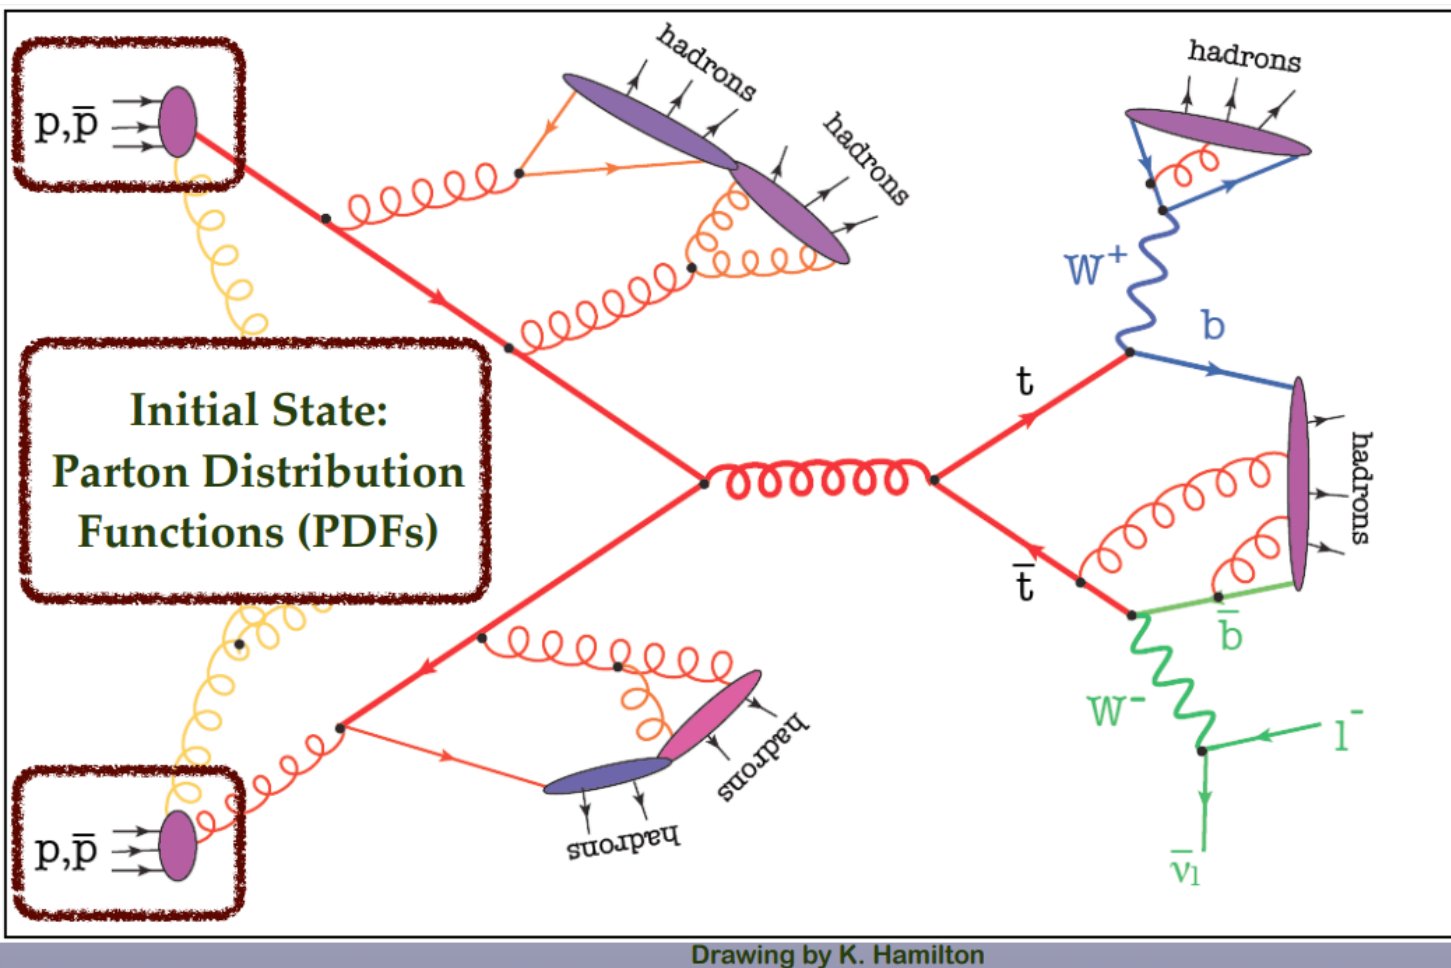 p,p̅
hadrons
hadrons
hadrons
W⁺
b
Initial State:
Parton Distribution
Functions (PDFs)
t
t̅
hadrons
b̅
W⁻
l⁻
ν̅ₗ
hadrons
hadrons
p,p̅
Drawing by K. Hamilton